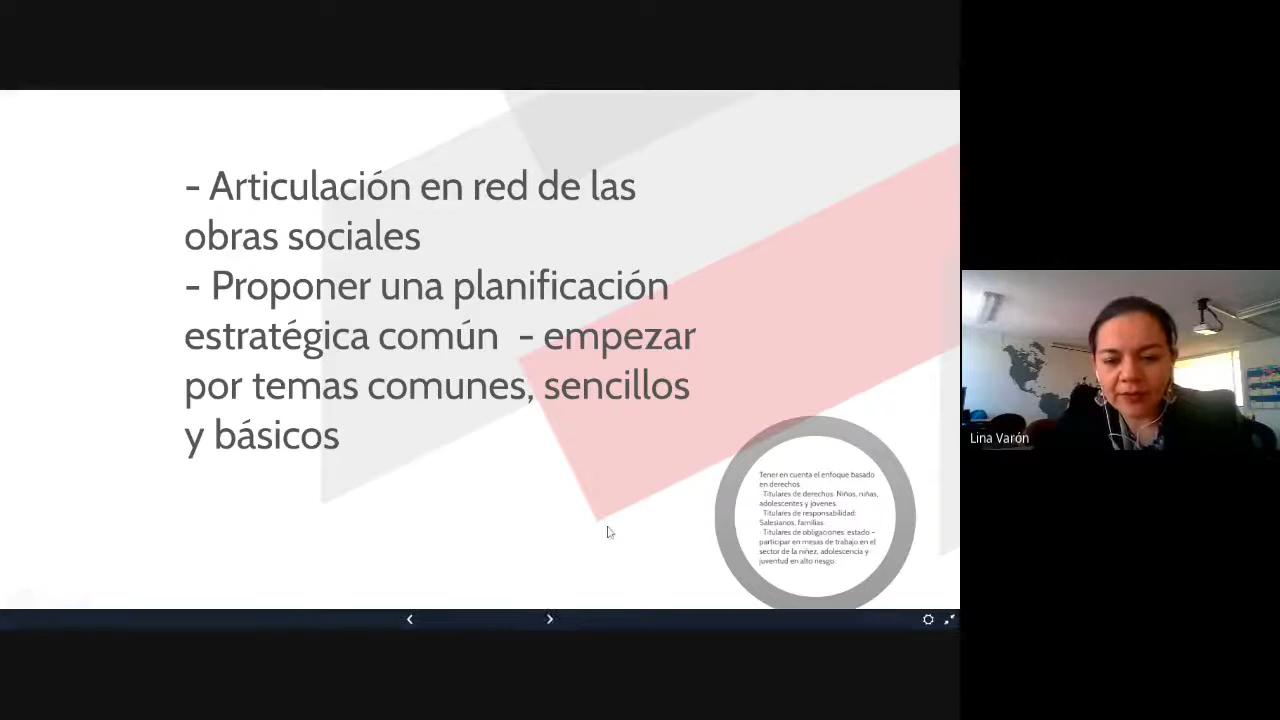 - Articulación en red de las
obras sociales
- Proponer una planificación
estratégica común  - empezar
por temas comunes, sencillos
y básicos
Tener en cuenta el enfoque basado
en derechos
Titulares de derechos: Niños, niñas,
adolescentes y jovenes.
Titulares de responsabilidad:
Salesianos, familias
Titulares de obligaciones: estado -
participar en mesas de trabajo en el
sector de la niñez, adolescencia y
juventud en alto riesgo.
Lina Varón